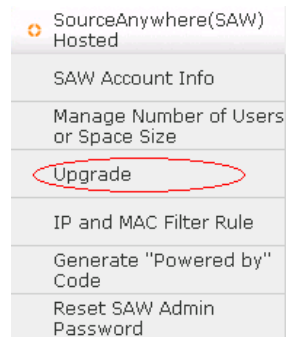 SourceAnywhere(SAW)
Hosted
SAW Account Info
Manage Number of Users
or Space Size
Upgrade
IP and MAC Filter Rule
Generate "Powered by"
Code
Reset SAW Admin
Password